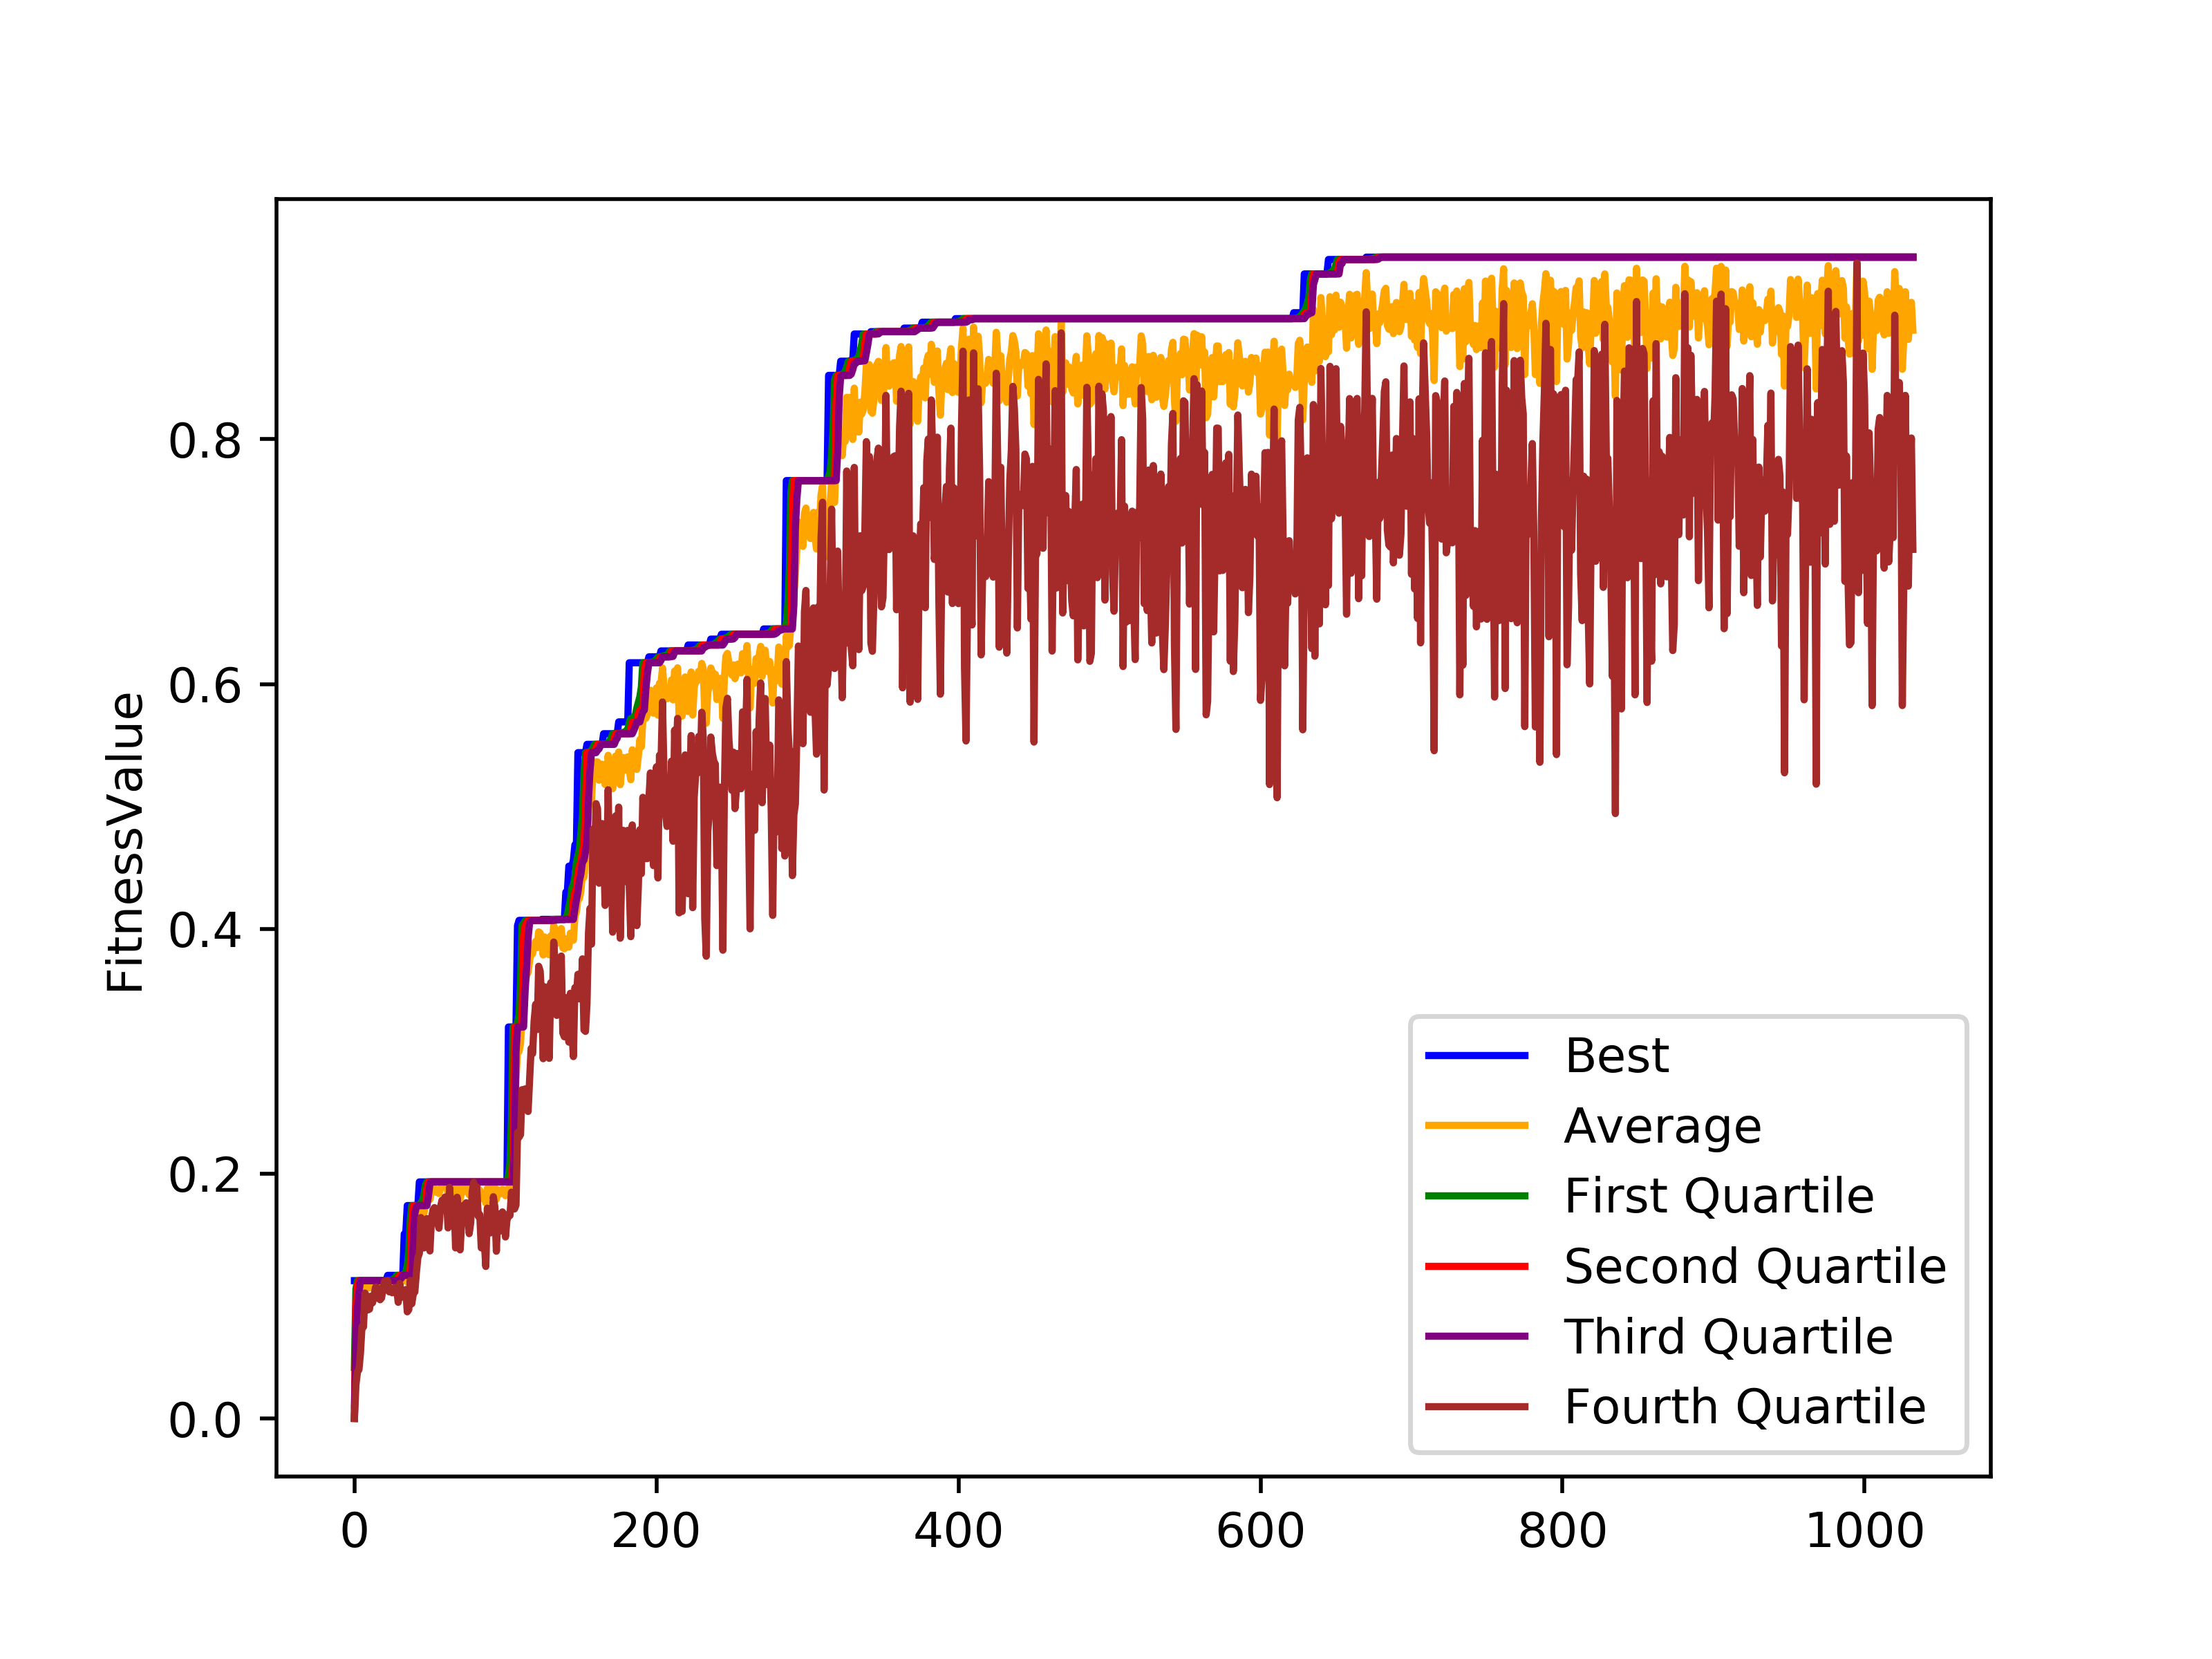 FitnessValue
0.8
0.6
0.4
0.2
0.0
0 200 400 600 800 1000
Best
Average
First Quartile
Second Quartile
Third Quartile
Fourth Quartile